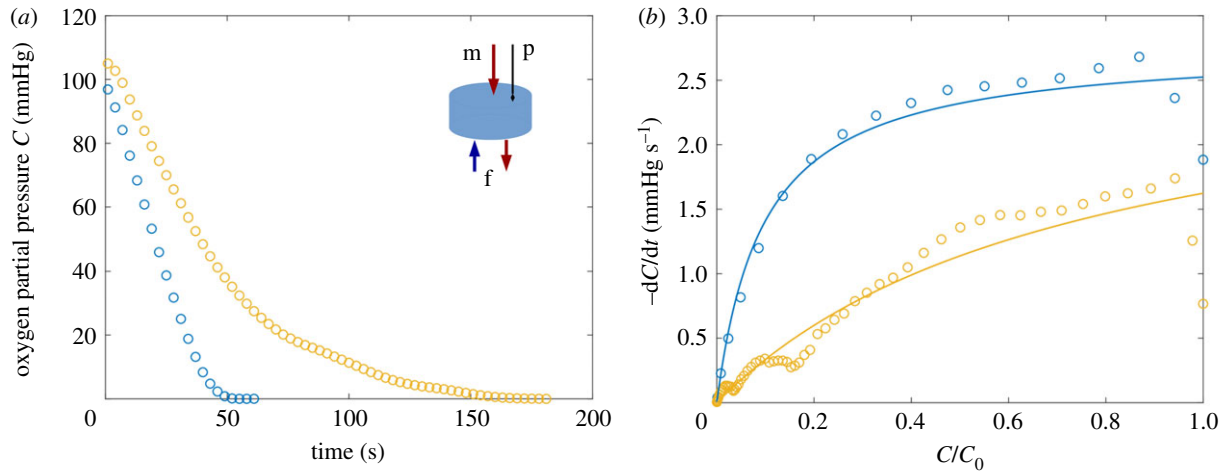 (a)
120
100
80
60
40
20
0
50
100
150
200
oxygen partial pressure C (mmHg)
time (s)
m
p
f
(b)
–3.0
2.5
2.0
1.5
1.0
0.5
0
0.2
0.4
0.6
0.8
1.0
–dC/dt (mmHg s⁻¹)
C/C₀